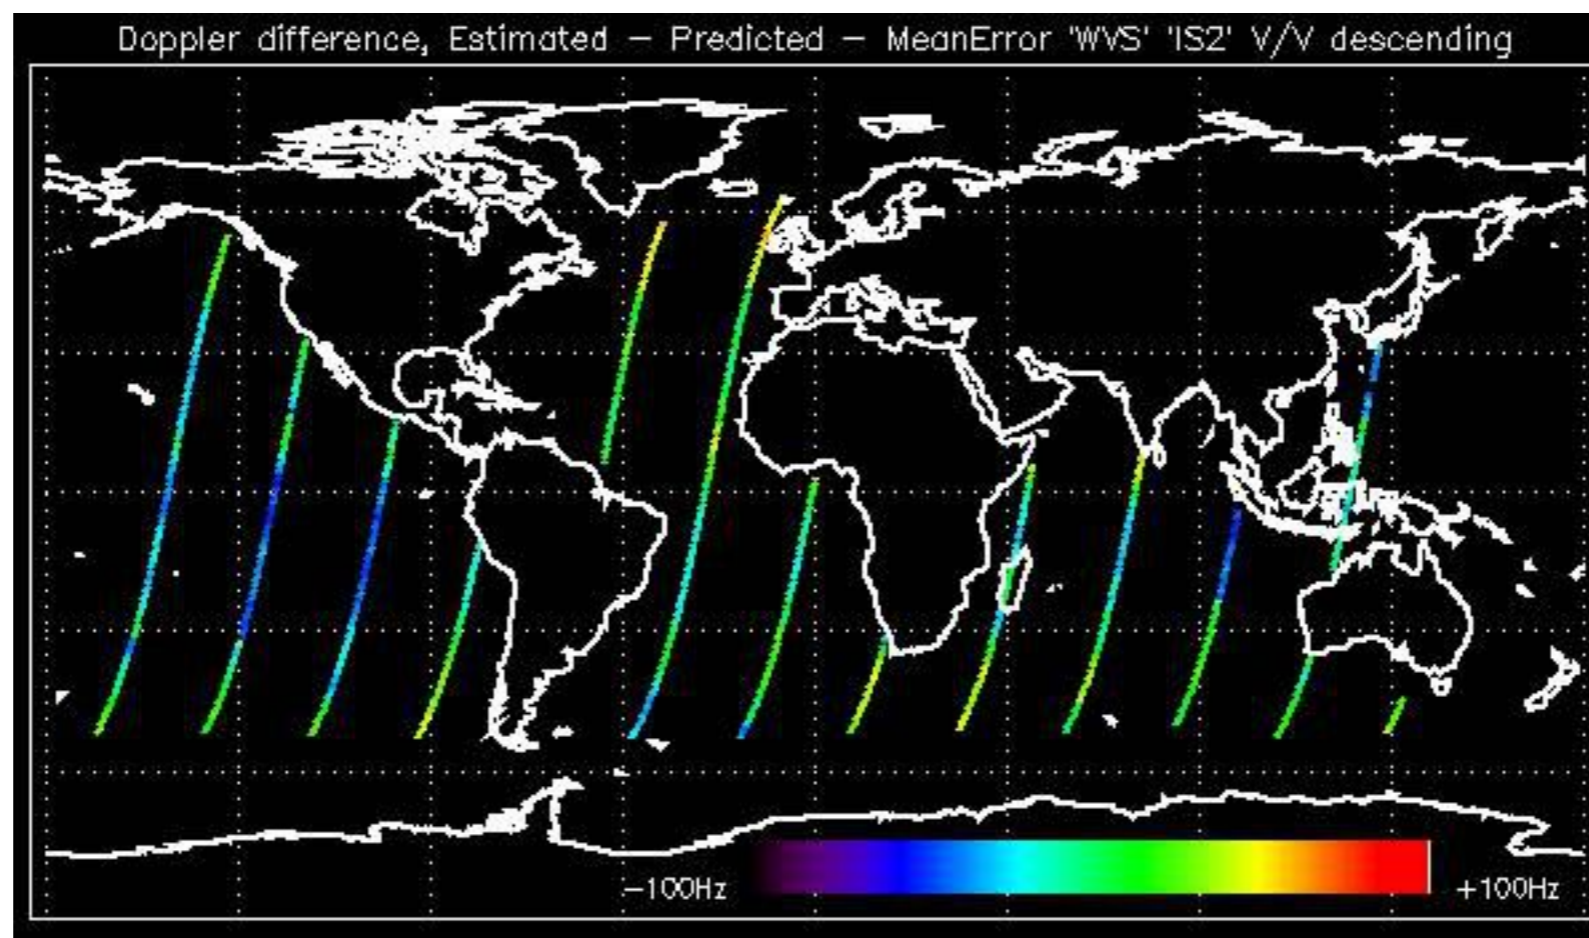 Doppler difference, Estimated – Predicted – MeanError 'WVS' 'IS2' V/V descending
−100Hz
+100Hz